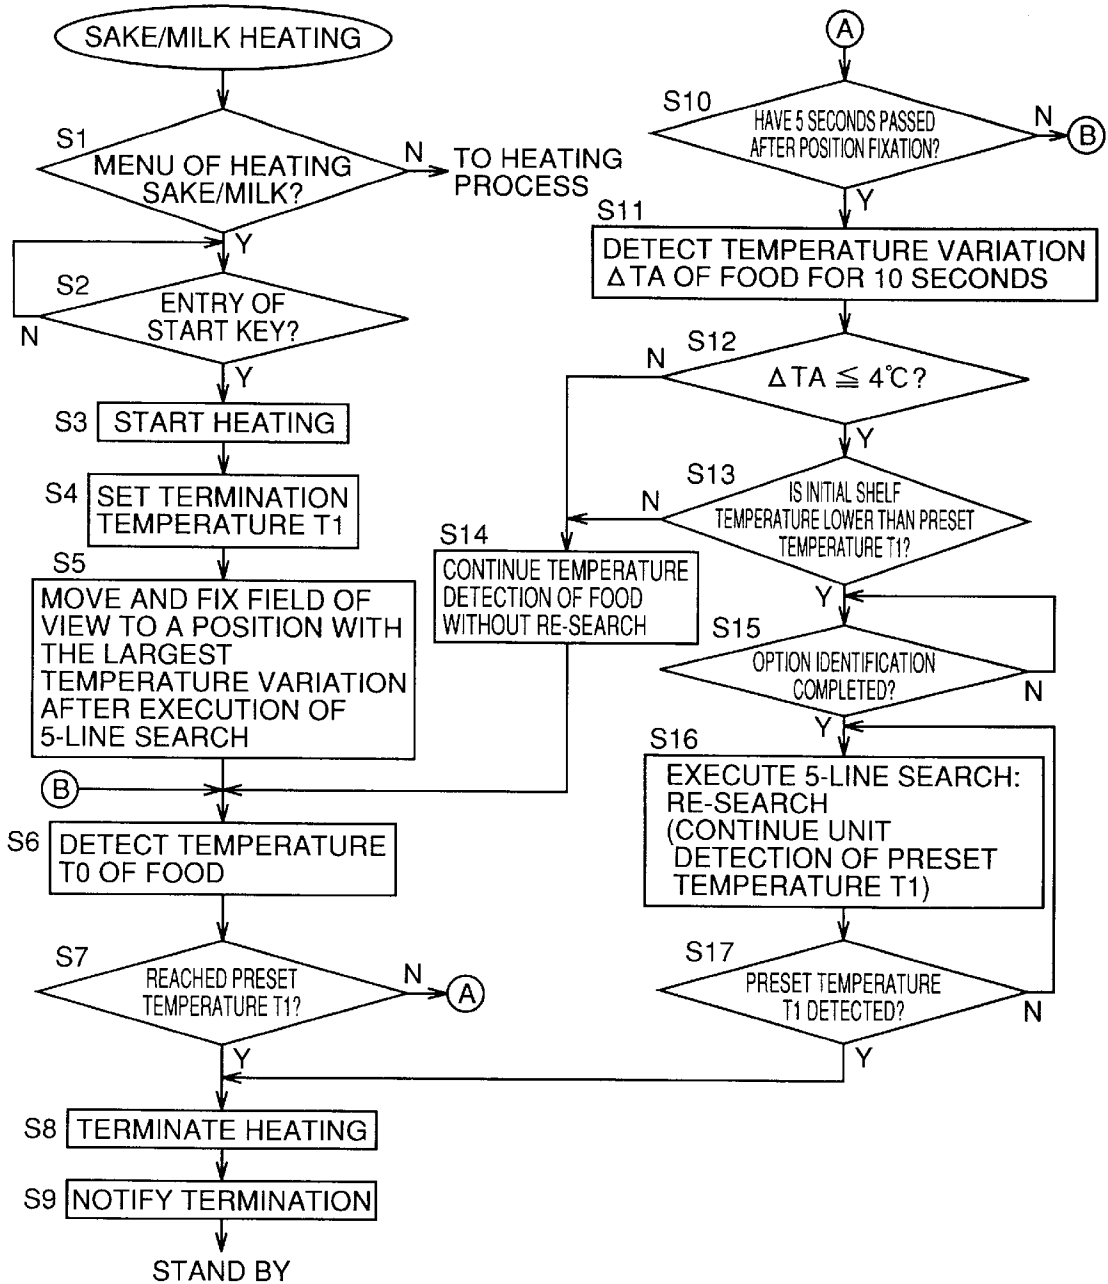 SAKE/MILK HEATING
S1
MENU OF HEATING
SAKE/MILK?
N
TO HEATING
PROCESS
Y
S2
ENTRY OF
START KEY?
N
Y
S3
START HEATING
S4
SET TERMINATION
TEMPERATURE T1
S5
MOVE AND FIX FIELD OF
VIEW TO A POSITION WITH
THE LARGEST
TEMPERATURE VARIATION
AFTER EXECUTION OF
5-LINE SEARCH
B
S6
DETECT TEMPERATURE
T0 OF FOOD
S7
REACHED PRESET
TEMPERATURE T1?
N
A
Y
S8
TERMINATE HEATING
S9
NOTIFY TERMINATION
STAND BY
A
S10
HAVE 5 SECONDS PASSED
AFTER POSITION FIXATION?
N
B
Y
S11
DETECT TEMPERATURE VARIATION
ΔTA OF FOOD FOR 10 SECONDS
S12
N
ΔTA ≦ 4℃?
Y
S13
IS INITIAL SHELF
TEMPERATURE LOWER THAN PRESET
TEMPERATURE T1?
N
S14
CONTINUE TEMPERATURE
DETECTION OF FOOD
WITHOUT RE-SEARCH
Y
S15
OPTION IDENTIFICATION
COMPLETED?
N
Y
S16
EXECUTE 5-LINE SEARCH:
RE-SEARCH
(CONTINUE UNIT
DETECTION OF PRESET
TEMPERATURE T1)
S17
PRESET TEMPERATURE
T1 DETECTED?
N
Y